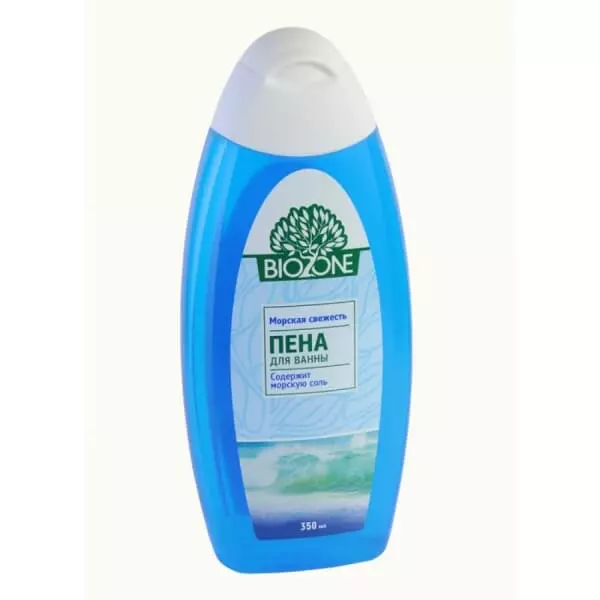 BIOZONE
Морская свежесть
ПЕНА
ДЛЯ ВАННЫ
Содержит
морскую соль
350 мл